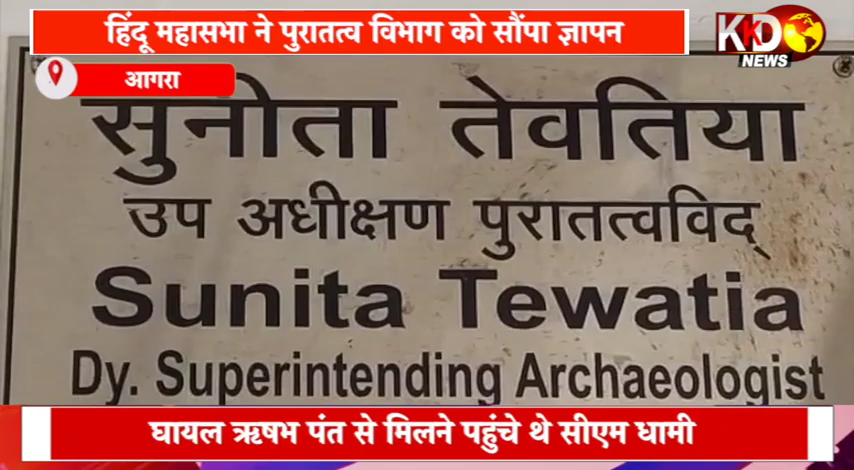 हिंदू महासभा ने पुरातत्व विभाग को सौंपा ज्ञापन
KKD
NEWS
आगरा
सुनीता तेवतिया
उप अधीक्षण पुरातत्वविद्
Sunita Tewatia
Dy. Superintending Archaeologist
घायल ऋषभ पंत से मिलने पहुंचे थे सीएम धामी